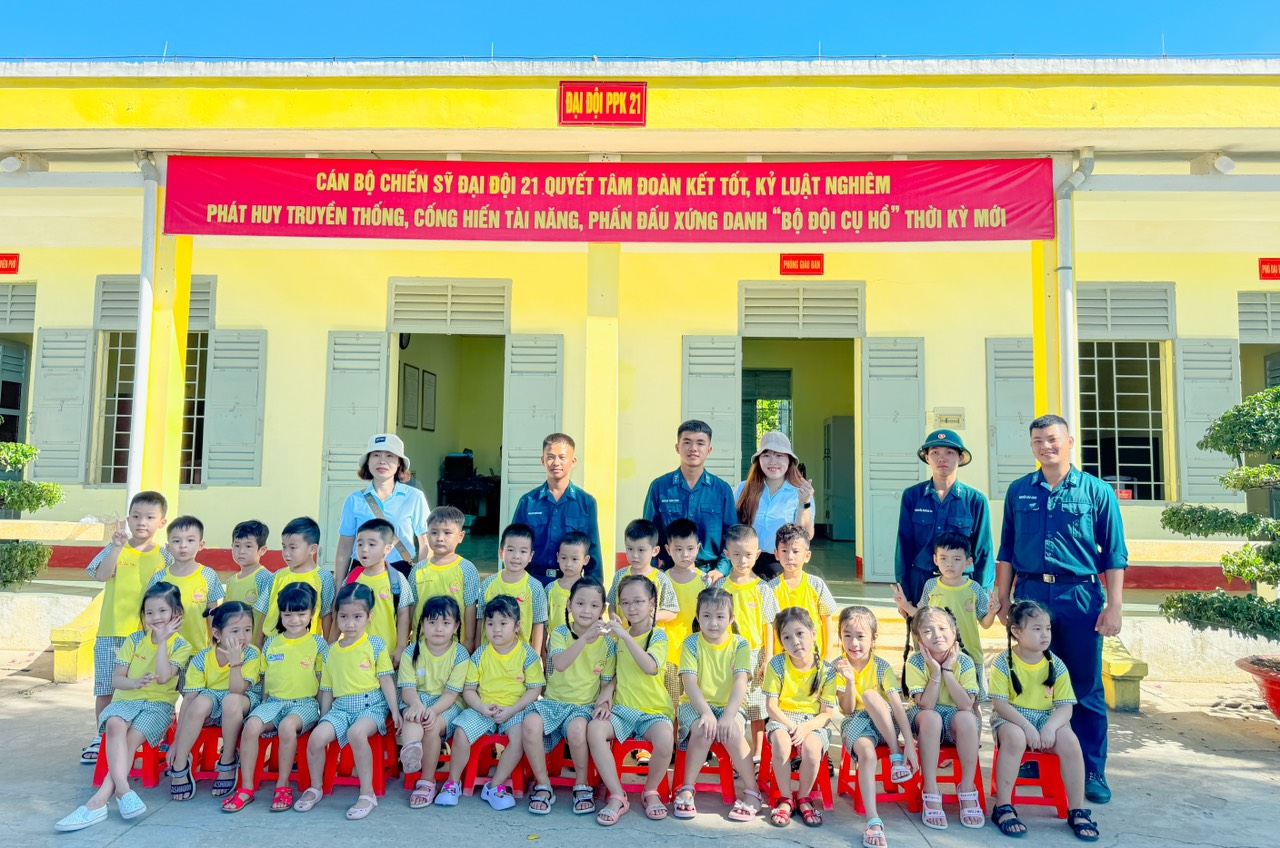 ĐẠI ĐỘI PPK 21
CÁN BỘ CHIẾN SỸ ĐẠI ĐỘI 21 QUYẾT TÂM ĐOÀN KẾT TỐT, KỶ LUẬT NGHIÊM
PHÁT HUY TRUYỀN THỐNG, CỐNG HIẾN TÀI NĂNG, PHẤN ĐẤU XỨNG DANH "BỘ ĐỘI CỤ HỒ" THỜI KỲ MỚI
PHÒNG GIAO BAN